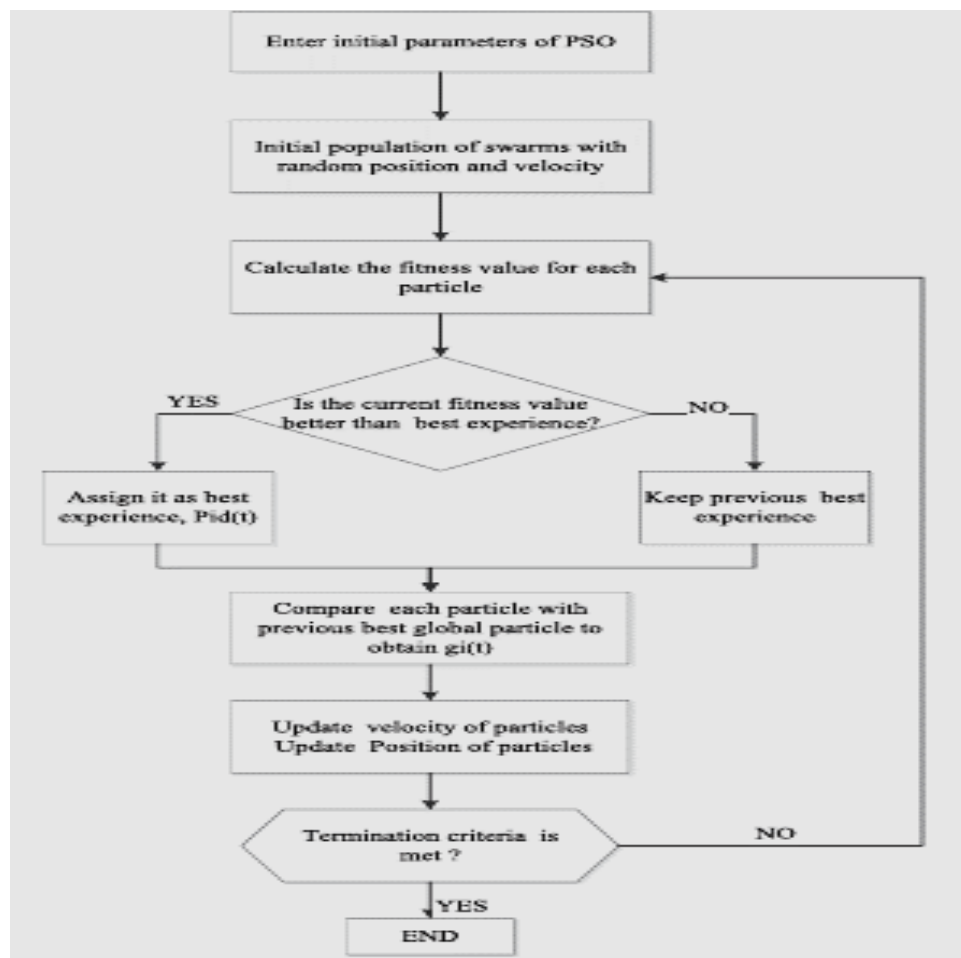 Enter initial parameters of PSO
Initial population of swarms with
random position and velocity
Calculate the fitness value for each
particle
Is the current fitness value
better than best experience?
YES
NO
Assign it as best
experience, Pid(t)
Keep previous best
experience
Compare each particle with
previous best global particle to
obtain gi(t)
Update velocity of particles
Update Position of particles
Termination criteria is
met ?
NO
YES
END